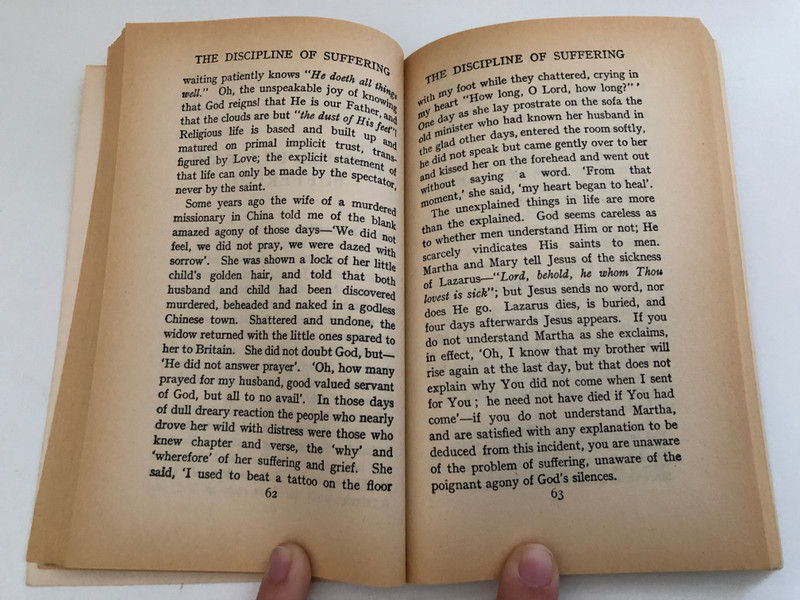 THE DISCIPLINE OF SUFFERING
waiting patiently knows "He doeth all things
well." Oh, the unspeakable joy of knowing
that God reigns! that He is our Father, and
that the clouds are but "the dust of His feet"!
Religious life is based and built up and
matured on primal implicit trust, trans-
figured by Love; the explicit statement of
that life can only be made by the spectator,
never by the saint.
Some years ago the wife of a murdered
missionary in China told me of the blank
amazed agony of those days—'We did not
feel, we did not pray, we were dazed with
sorrow'. She was shown a lock of her little
child's golden hair, and told that both
husband and child had been discovered
murdered, beheaded and naked in a godless
Chinese town. Shattered and undone, the
widow returned with the little ones spared to
her to Britain. She did not doubt God, but—
'He did not answer prayer'. 'Oh, how many
prayed for my husband, good valued servant
of God, but all to no avail'. In those days
of dull dreary reaction the people who nearly
drove her wild with distress were those who
knew chapter and verse, the 'why' and
'wherefore' of her suffering and grief. She
said, 'I used to beat a tattoo on the floor
62
THE DISCIPLINE OF SUFFERING
with my foot while they chattered, crying in
my heart "How long, O Lord, how long?" '
One day as she lay prostrate on the sofa the
old minister who had known her husband in
the glad other days, entered the room softly,
he did not speak but came gently over to her
and kissed her on the forehead and went out
without saying a word. 'From that
moment,' she said, 'my heart began to heal'.
The unexplained things in life are more
than the explained. God seems careless as
to whether men understand Him or not; He
scarcely vindicates His saints to men.
Martha and Mary tell Jesus of the sickness
of Lazarus—"Lord, behold, he whom Thou
lovest is sick"; but Jesus sends no word, nor
does He go. Lazarus dies, is buried, and
four days afterwards Jesus appears. If you
do not understand Martha as she exclaims,
in effect, 'Oh, I know that my brother will
rise again at the last day, but that does not
explain why You did not come when I sent
for You ; he need not have died if You had
come'—if you do not understand Martha,
and are satisfied with any explanation to be
deduced from this incident, you are unaware
of the problem of suffering, unaware of the
poignant agony of God's silences.
63